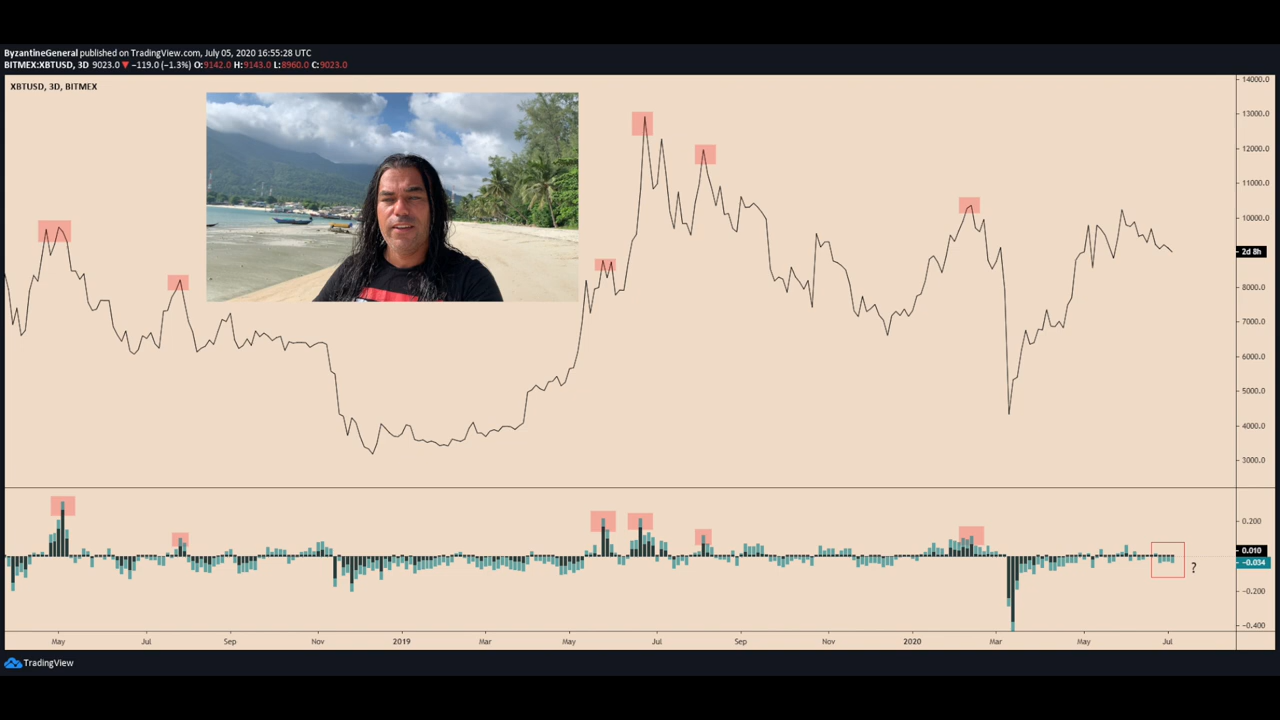 ByzantineGeneral published on TradingView.com, July 05, 2020 16:55:28 UTC
BITMEX:XBTUSD, 3D 9023.0 ▼ −119.0 (−1.3%) O:9142.0 H:9143.0 L:8960.0 C:9023.0
XBTUSD, 3D, BITMEX
14000.0
13000.0
12000.0
11000.0
10000.0
2d 8h
8000.0
7000.0
6000.0
5000.0
4000.0
3000.0
0.200
0.010
−0.034
?
−0.200
−0.400
May Jul Sep Nov 2019 Mar May Jul Sep Nov 2020 Mar May Jul
TradingView